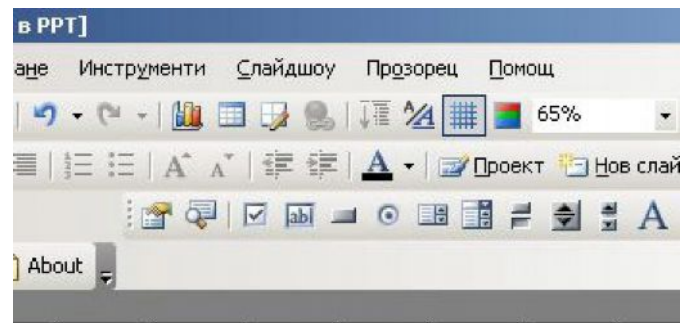 в PPT]
ане Инструменти Слайдшоу Прозорец Помощ
65%
Проект Нов слай
About